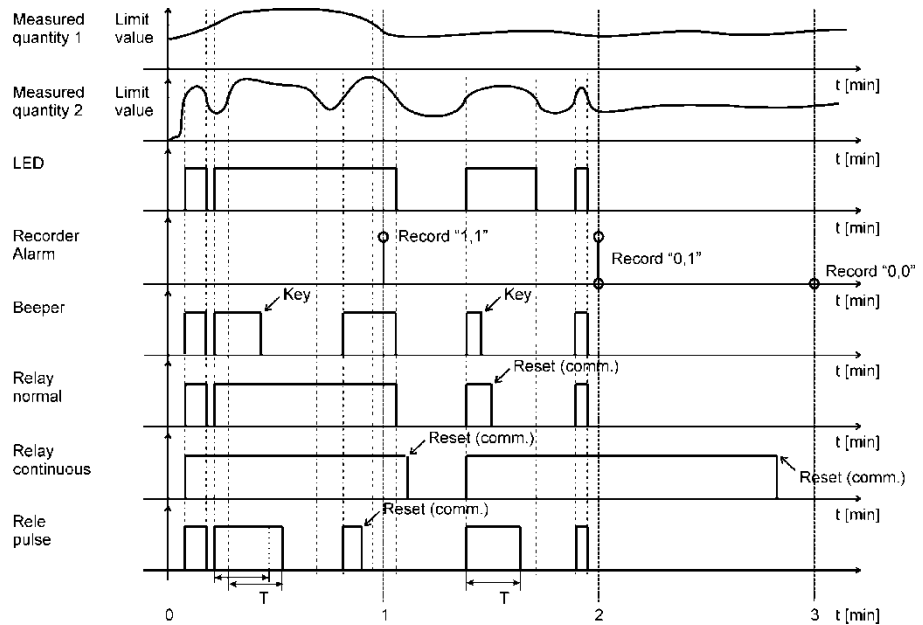 Measured quantity 1
Limit value
t [min]
Measured quantity 2
Limit value
t [min]
LED
t [min]
Recorder Alarm
Record "1,1"
Record "0,1"
Record "0,0"
t [min]
Beeper
Key
Key
t [min]
Relay normal
Reset (comm.)
t [min]
Relay continuous
Reset (comm.)
Reset (comm.)
t [min]
Rele pulse
Reset (comm.)
T
T
0
1
2
3
t [min]